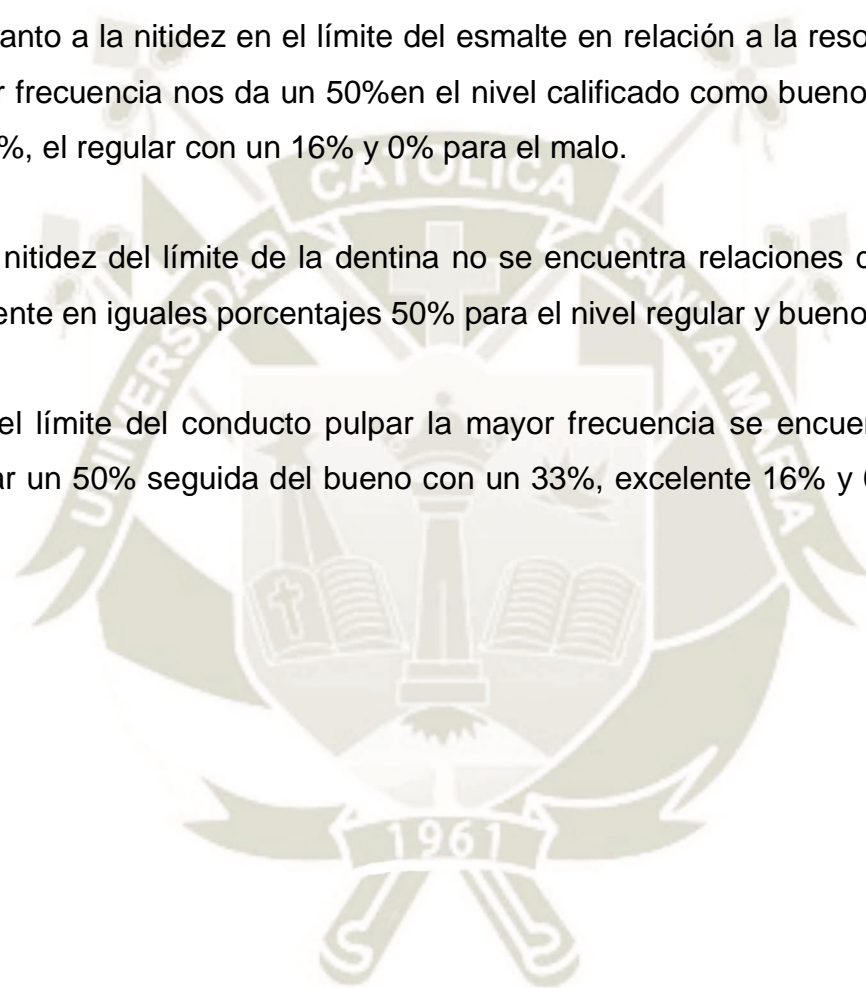 anto a la nitidez en el límite del esmalte en relación a la reso
r frecuencia nos da un 50%en el nivel calificado como bueno
%, el regular con un 16% y 0% para el malo.
nitidez del límite de la dentina no se encuentra relaciones
ente en iguales porcentajes 50% para el nivel regular y bueno
el límite del conducto pulpar la mayor frecuencia se encuen
ar un 50% seguida del bueno con un 33%, excelente 16% y
UNIVERSIDAD CATOLICA SANTA MARIA
1961